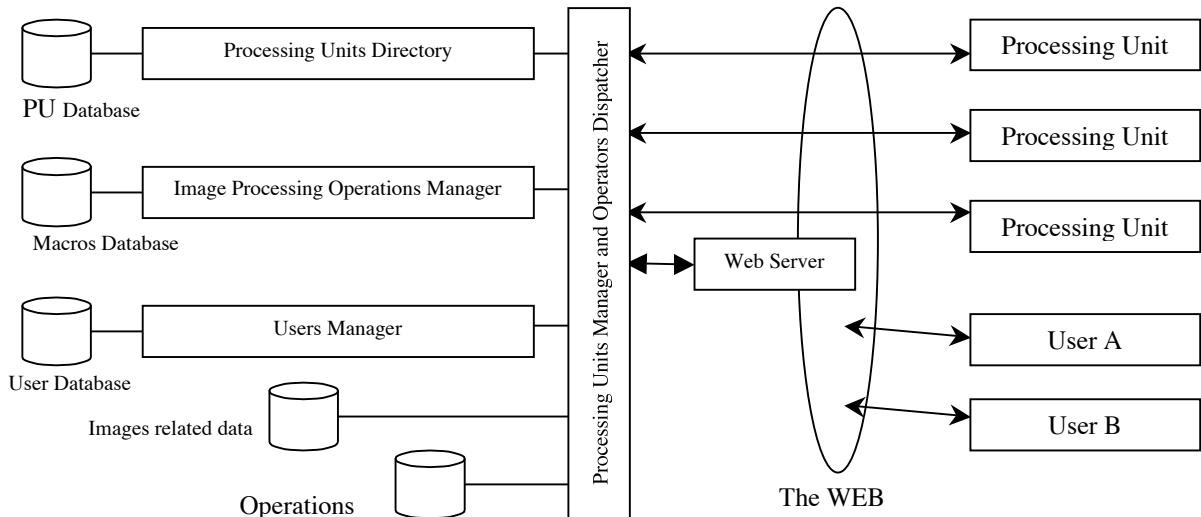 Processing Units Directory
PU Database
Image Processing Operations Manager
Macros Database
Users Manager
User Database
Images related data
Operations
Processing Units Manager and Operators Dispatcher
Web Server
The WEB
Processing Unit
Processing Unit
Processing Unit
User A
User B